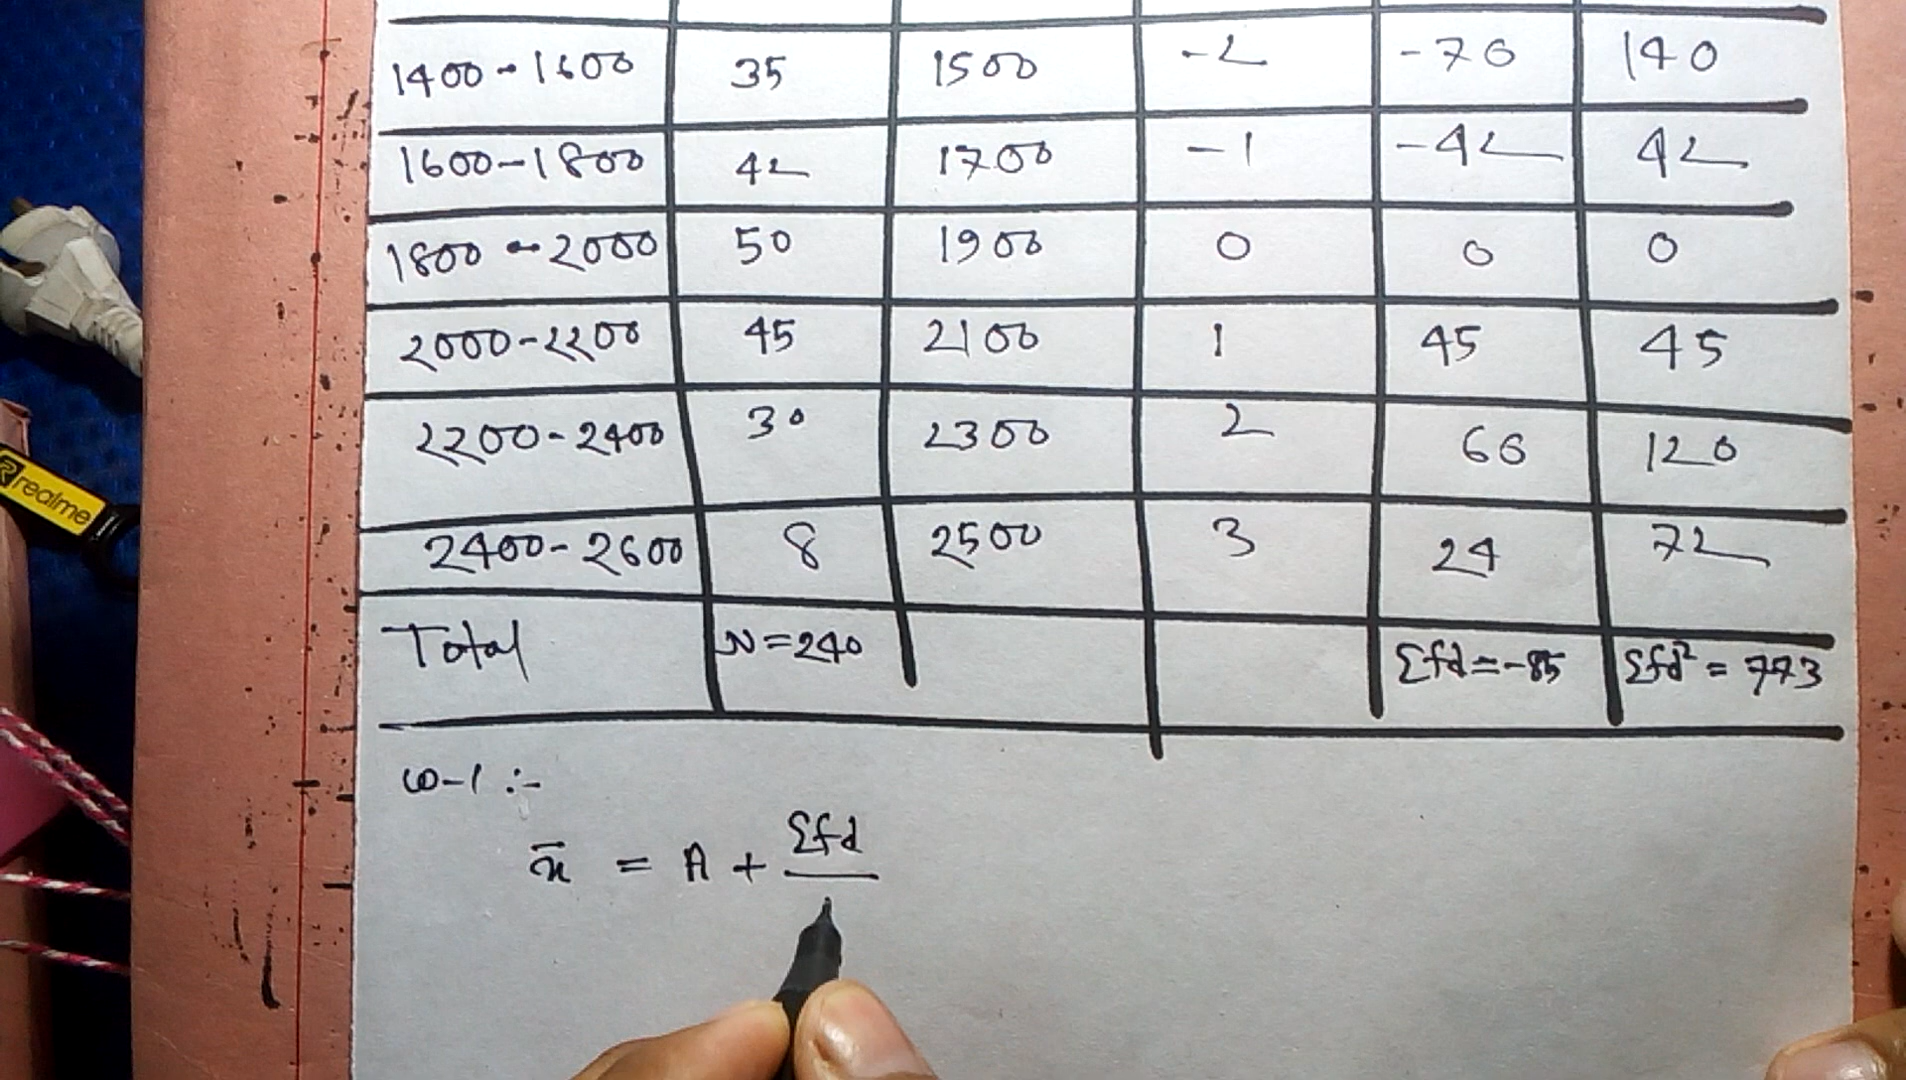 1400-1600 35 1500 -2 -70 140
1600-1800 42 1700 -1 -42 42
1800-2000 50 1900 0 0 0
2000-2200 45 2100 1 45 45
2200-2400 30 2300 2 60 120
2400-2600 8 2500 3 24 72
Total N=240 Σfd=-85 Σfd²=773
ω-1:-
x̄ = A + Σfd
realme